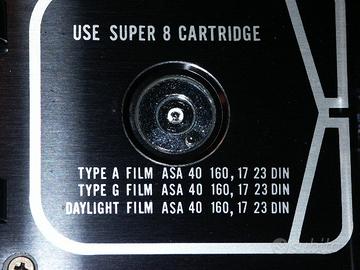 USE SUPER 8 CARTRIDGE
TYPE A FILM ASA 40 160, 17 23 DIN
TYPE G FILM ASA 40 160, 17 23 DIN
DAYLIGHT FILM ASA 40 160, 17 23 DIN
subito